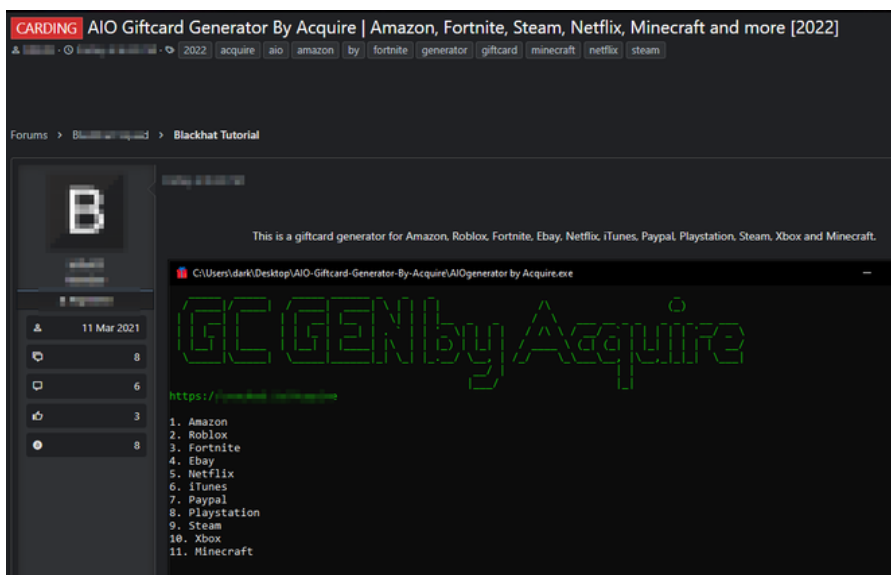 CARDING AIO Giftcard Generator By Acquire | Amazon, Fortnite, Steam, Netflix, Minecraft and more [2022]
2022 acquire aio amazon by fortnite generator giftcard minecraft netflix steam
Forums > > Blackhat Tutorial
B
This is a giftcard generator for Amazon, Roblox, Fortnite, Ebay, Netflix, iTunes, Paypal, Playstation, Steam, Xbox and Minecraft.
C:\Users\dark\Desktop\AIO-Giftcard-Generator-By-Acquire\AIOgenerator by Acquire.exe
GC GEN by Acquire
https:/
11 Mar 2021
8
6
3
8
1. Amazon
2. Roblox
3. Fortnite
4. Ebay
5. Netflix
6. iTunes
7. Paypal
8. Playstation
9. Steam
10. Xbox
11. Minecraft